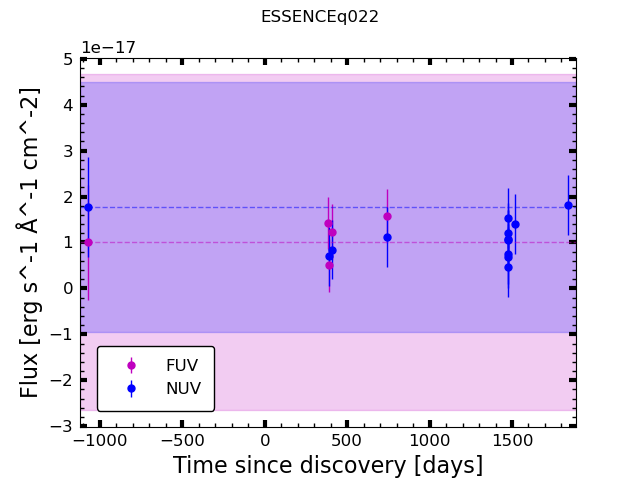 ESSENCEq022
1e−17
5
4
3
2
1
0
−1
−2
−3
Flux [erg s^-1 Å^-1 cm^-2]
FUV
NUV
−1000 −500 0 500 1000 1500
Time since discovery [days]